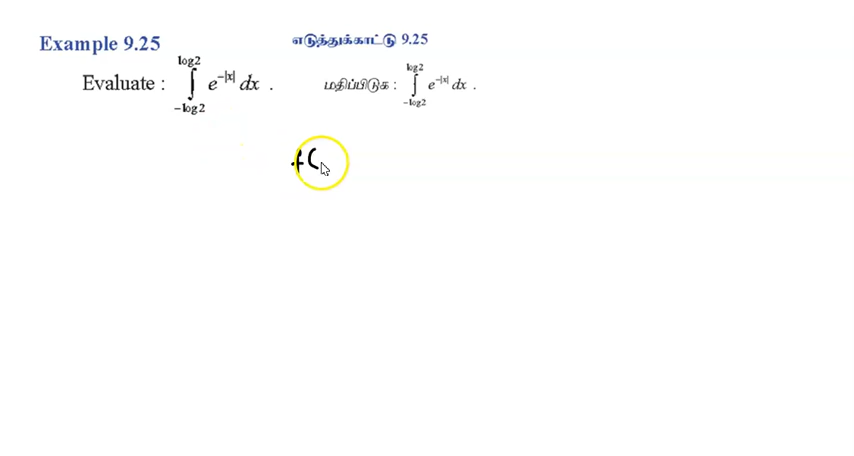 Example 9.25
எடுத்துக்காட்டு 9.25
Evaluate : ∫_{−log2}^{log2} e^{−|x|} dx .
மதிப்பிடுக : ∫_{−log2}^{log2} e^{−|x|} dx .
f(